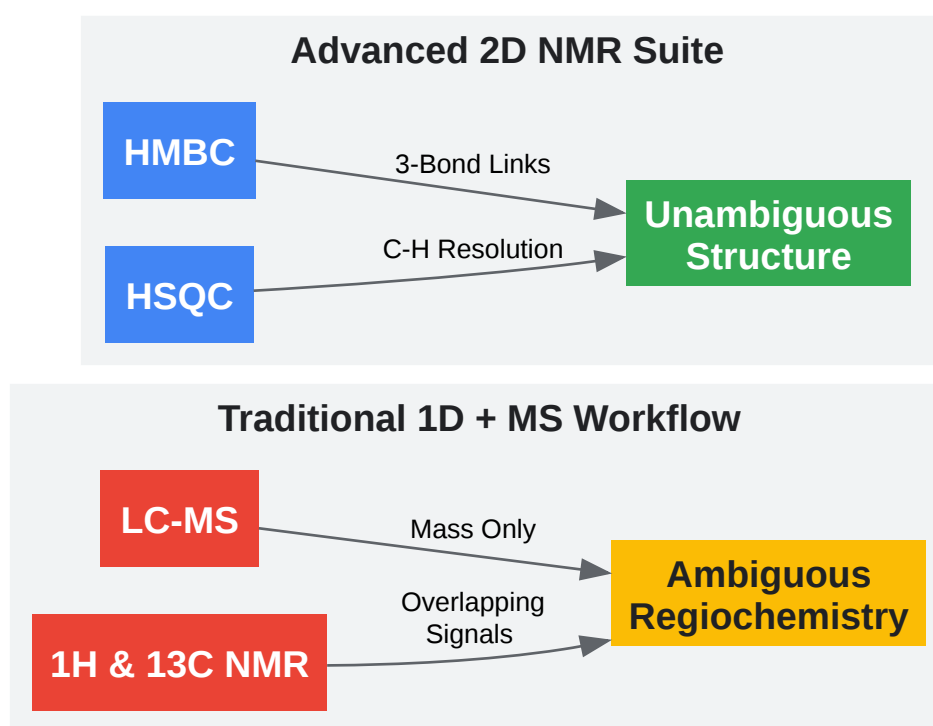 Advanced 2D NMR Suite
HMBC
3-Bond Links
Unambiguous
Structure
C-H Resolution
HSQC
Traditional 1D + MS Workflow
LC-MS
Mass Only
Ambiguous
Regiochemistry
Overlapping
Signals
1H & 13C NMR